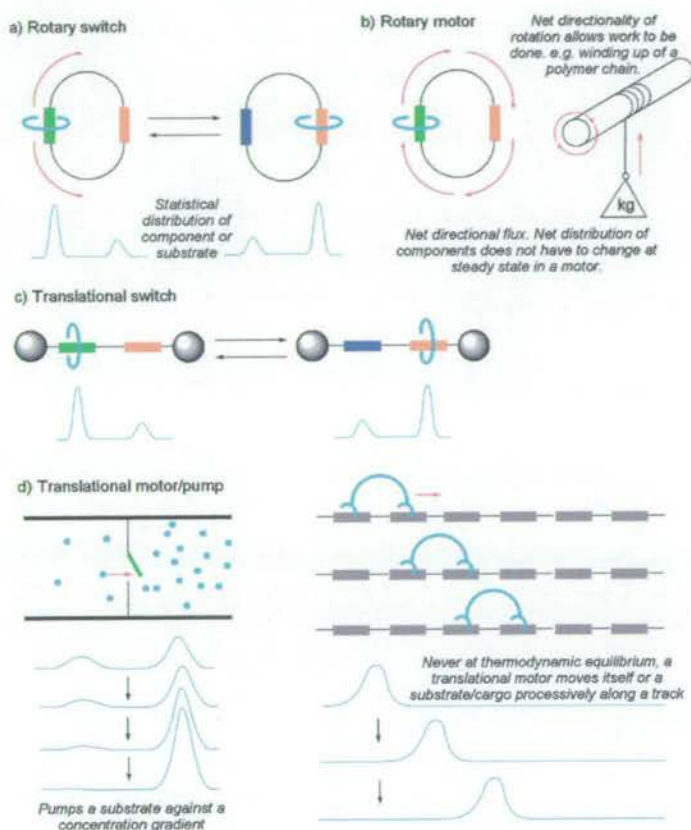 a) Rotary switch
Statistical
distribution of
component or
substrate
b) Rotary motor
Net directionality of
rotation allows work to be
done. e.g. winding up of a
polymer chain.
kg
Net directional flux. Net distribution of
components does not have to change at
steady state in a motor.
c) Translational switch
d) Translational motor/pump
Pumps a substrate against a
concentration gradient
Never at thermodynamic equilibrium, a
translational motor moves itself or a
substrate/cargo processively along a track